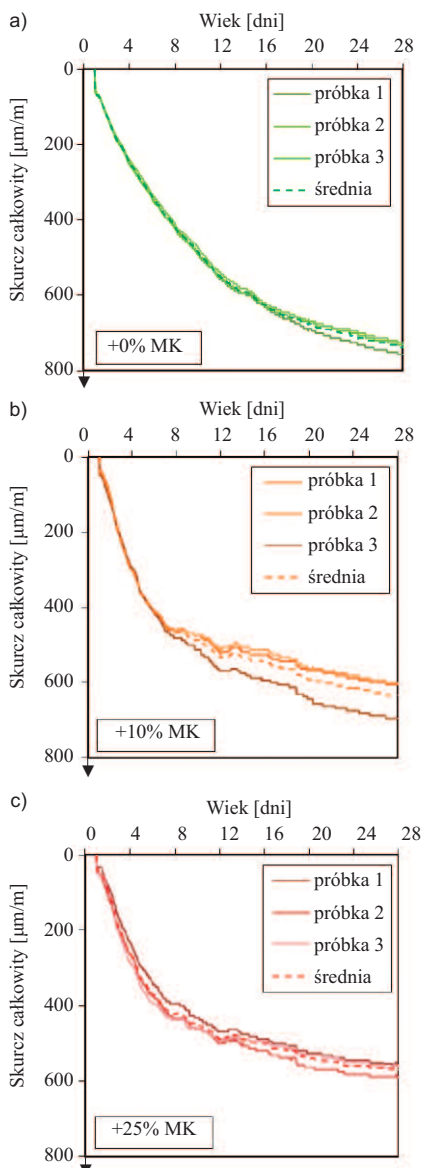 a)
Wiek [dni]
0 4 8 12 16 20 24 28
0
200
400
600
800
Skurcz całkowity [µm/m]
próbka 1
próbka 2
próbka 3
średnia
+0% MK
b)
Wiek [dni]
0 4 8 12 16 20 24 28
0
200
400
600
800
Skurcz całkowity [µm/m]
próbka 1
próbka 2
próbka 3
średnia
+10% MK
c)
Wiek [dni]
0 4 8 12 16 20 24 28
0
200
400
600
800
Skurcz całkowity [µm/m]
próbka 1
próbka 2
próbka 3
średnia
+25% MK